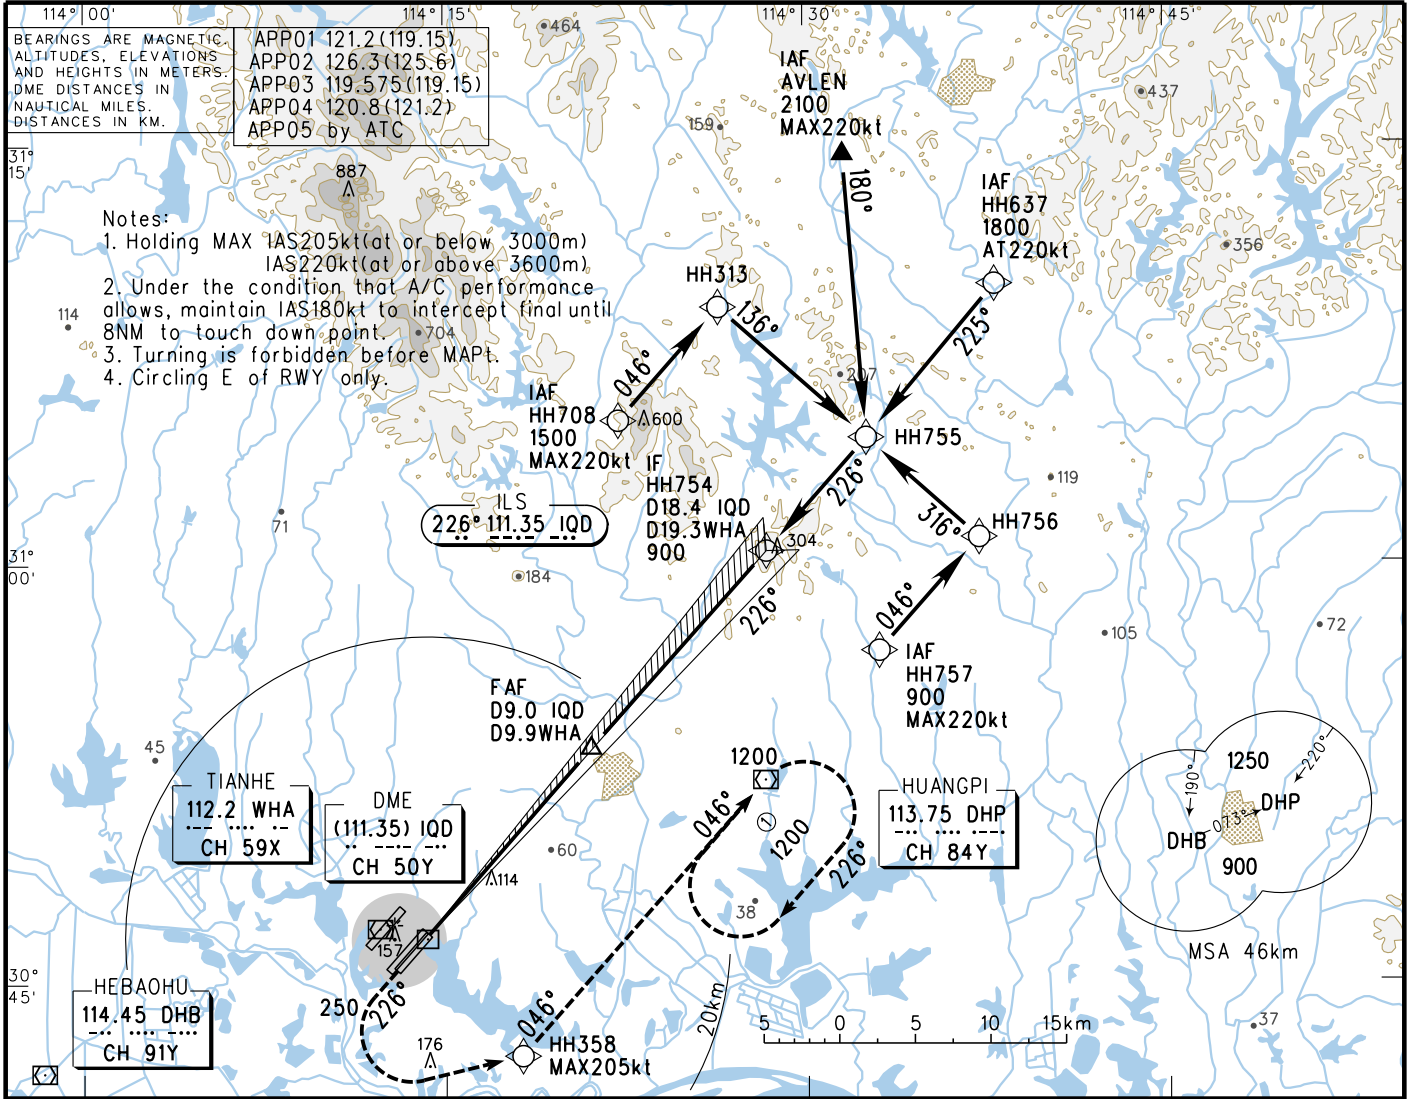 114° 00'
114° 15'
114° 30'
114° 45'
BEARINGS ARE MAGNETIC,
ALTITUDES, ELEVATIONS
AND HEIGHTS IN METERS.
DME DISTANCES IN
NAUTICAL MILES.
DISTANCES IN KM.
APP01 121.2(119.15)
APP02 126.3(125.6)
APP03 119.575(119.15)
APP04 120.8(121.2)
APP05 by ATC
464
437
159
IAF
AVLEN
2100
MAX220kt
31°
15'
887
180°
IAF
HH637
1800
AT220kt
356
Notes:
1. Holding MAX IAS205kt(at or below 3000m)
IAS220kt(at or above 3600m)
2. Under the condition that A/C performance
allows, maintain IAS180kt to intercept final until
8NM to touch down point.
3. Turning is forbidden before MAPt.
4. Circling E of RWY only.
114
704
HH313
136°
225°
046°
207
IAF
HH708
1500
MAX220kt
600
HH755
226°
IF
HH754
D18.4 IQD
D19.3WHA
900
119
ILS
226° 111.35 IQD
71
316°
HH756
304
31°
00'
184
226°
046°
105
72
IAF
HH757
900
MAX220kt
FAF
D9.0 IQD
D9.9WHA
45
1200
046°
1
1200
226°
TIANHE
112.2 WHA
CH 59X
DME
(111.35) IQD
CH 50Y
HUANGPI
113.75 DHP
CH 84Y
190°
1250
220°
DHP
073°
DHB
900
MSA 46km
60
114
38
157
30°
45'
HEBAOHU
114.45 DHB
CH 91Y
250
226°
046°
176
HH358
MAX205kt
20km
5 0 5 10 15km
37